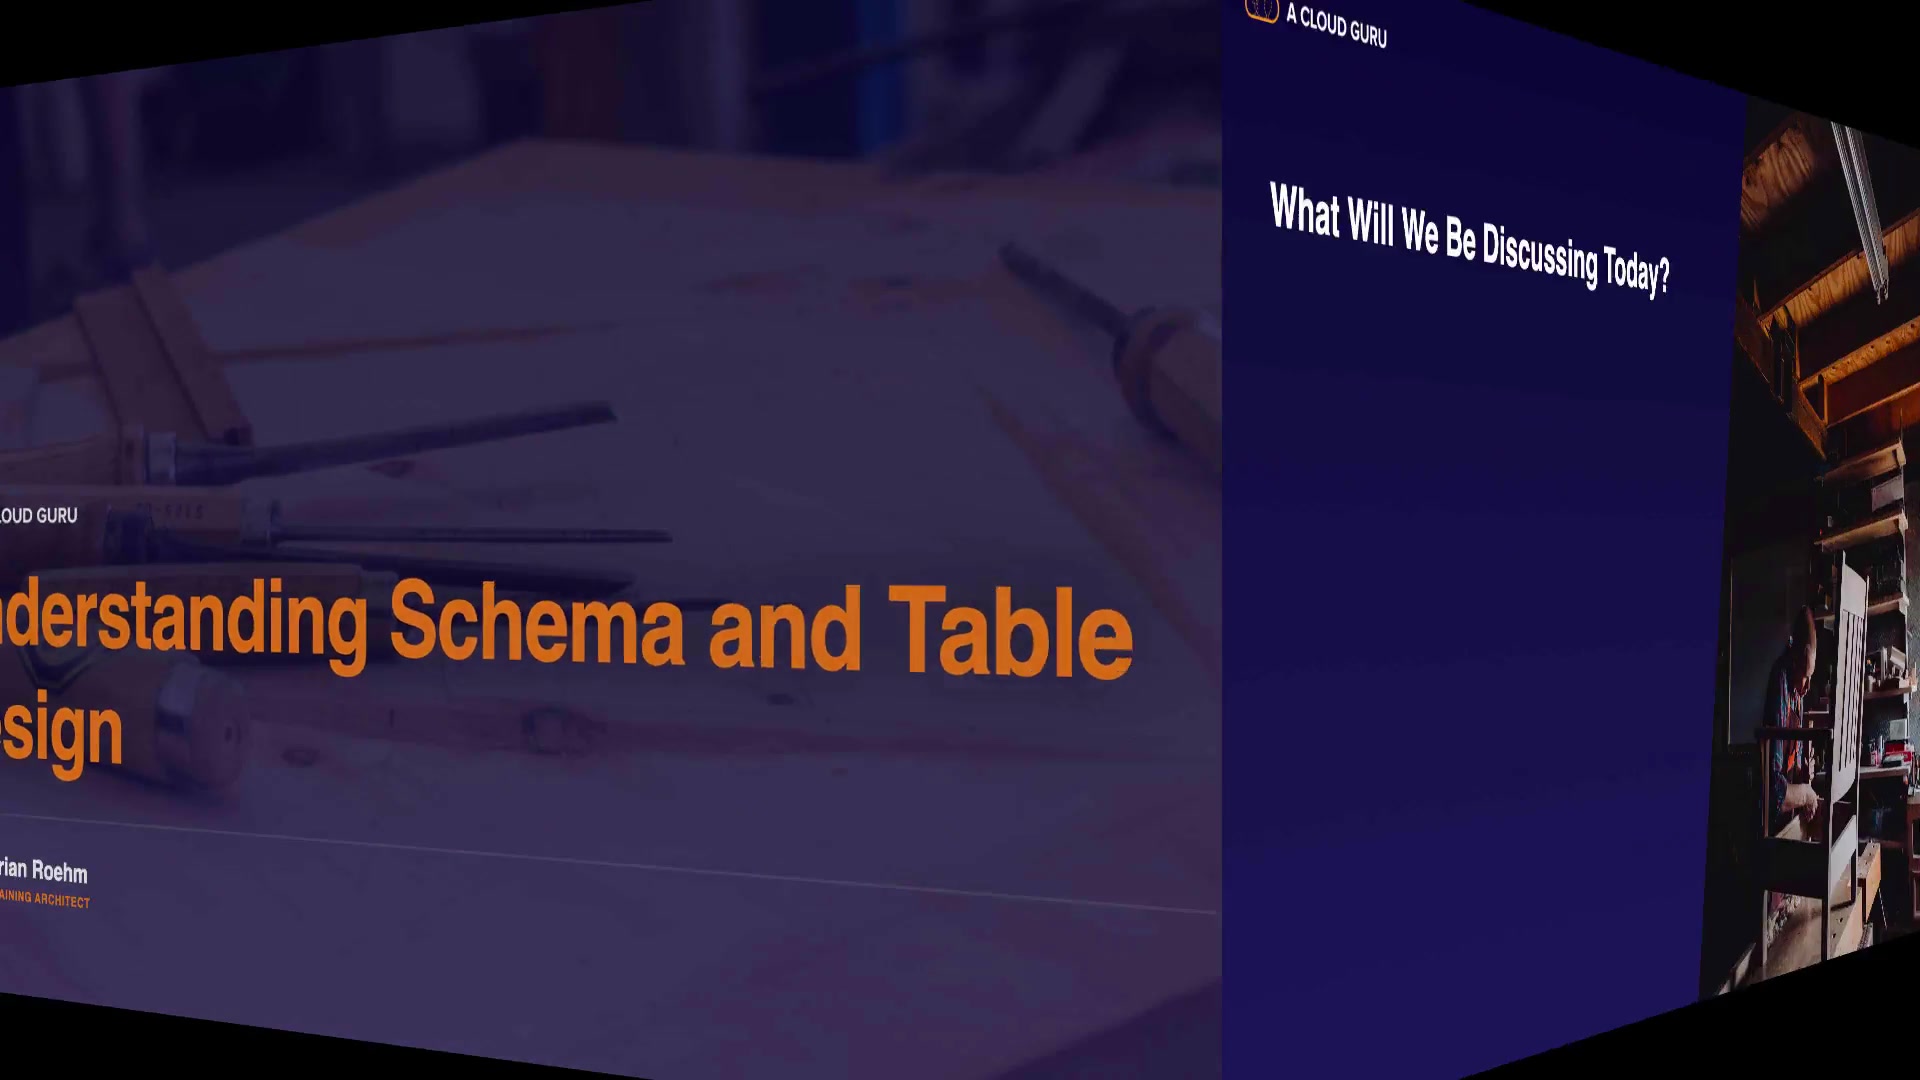 LOUD GURU
nderstanding Schema and Table
esign
rian Roehm
AINING ARCHITECT
A CLOUD GURU
What Will We Be Discussing Today?